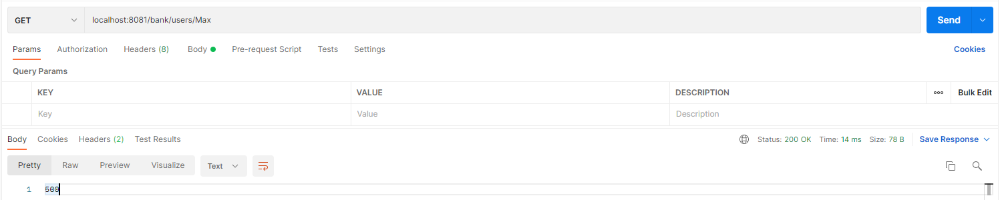 GET localhost:8081/bank/users/Max Send
Params Authorization Headers (8) Body Pre-request Script Tests Settings Cookies
Query Params
KEY VALUE DESCRIPTION ooo Bulk Edit
Key Value Description
Body Cookies Headers (2) Test Results Status: 200 OK Time: 14 ms Size: 78 B Save Response
Pretty Raw Preview Visualize Text
1 500